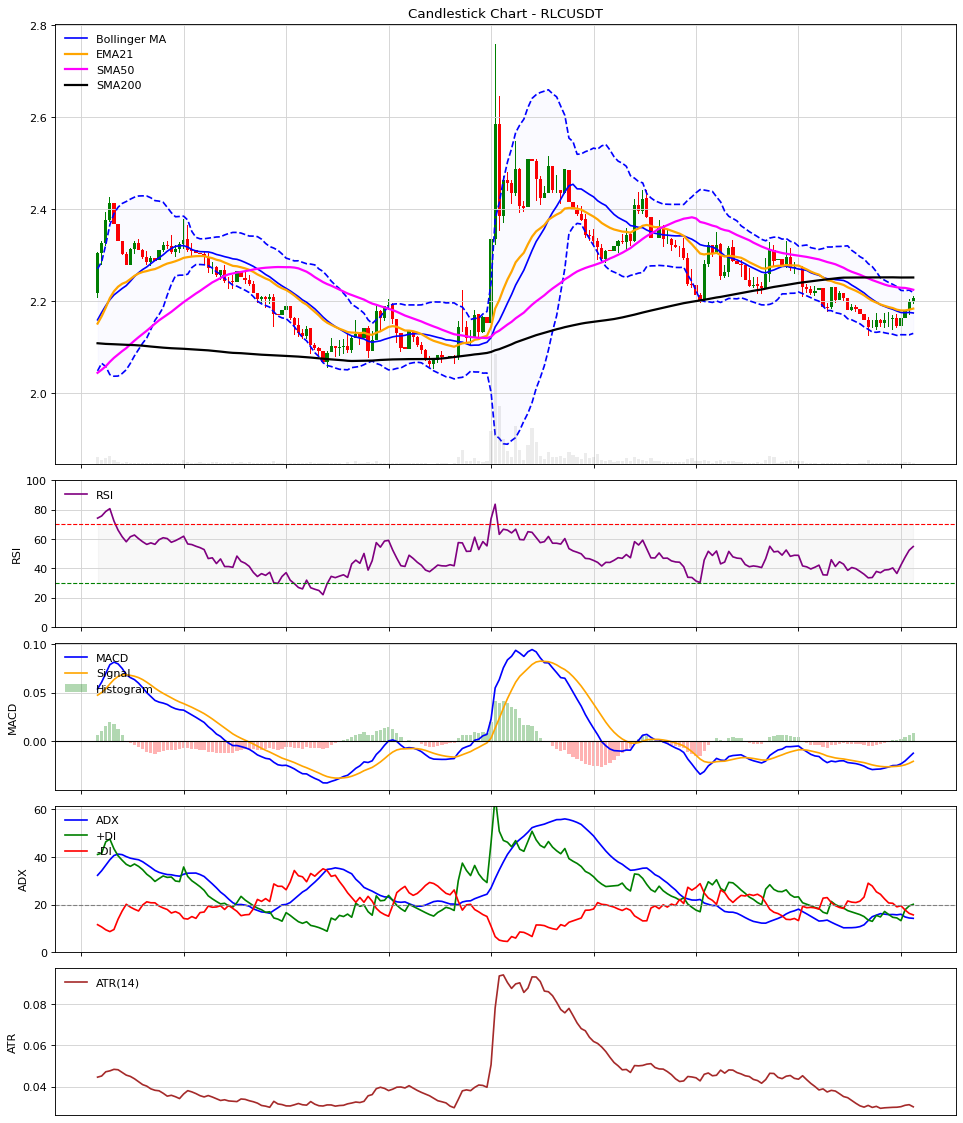 Candlestick Chart - RLCUSDT
2.8
Bollinger MA
EMA21
SMA50
SMA200
2.6
2.4
2.2
2.0
100
RSI
80
60
RSI
40
20
0
0.10
MACD
Signal
Histogram
0.05
MACD
0.00
60
ADX
+DI
-DI
40
ADX
20
0
ATR(14)
0.08
ATR
0.06
0.04